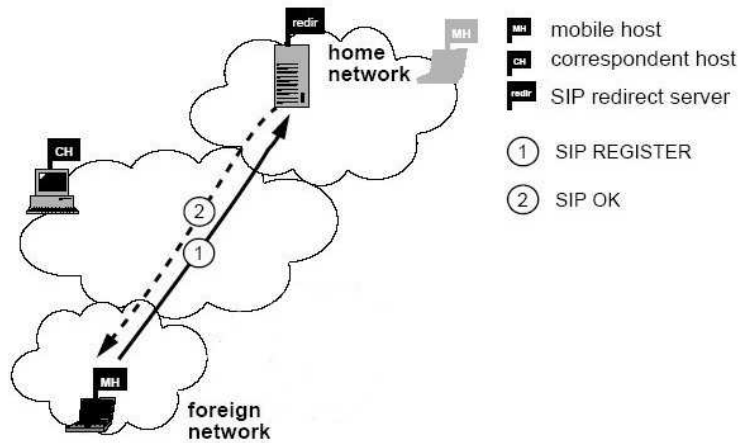 redir
home
network
MH
CH
2
1
MH
foreign
network
MH mobile host
CH correspondent host
redir SIP redirect server
1 SIP REGISTER
2 SIP OK